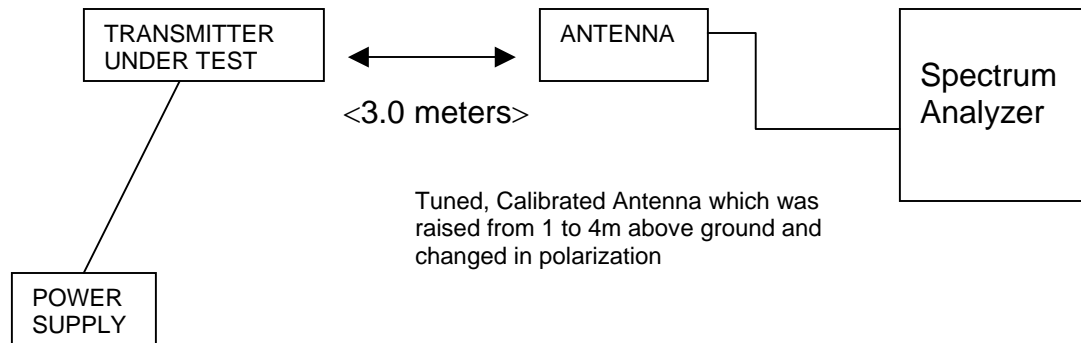 TRANSMITTER
UNDER TEST
ANTENNA
Spectrum
Analyzer
<3.0 meters>
Tuned, Calibrated Antenna which was
raised from 1 to 4m above ground and
changed in polarization
POWER
SUPPLY